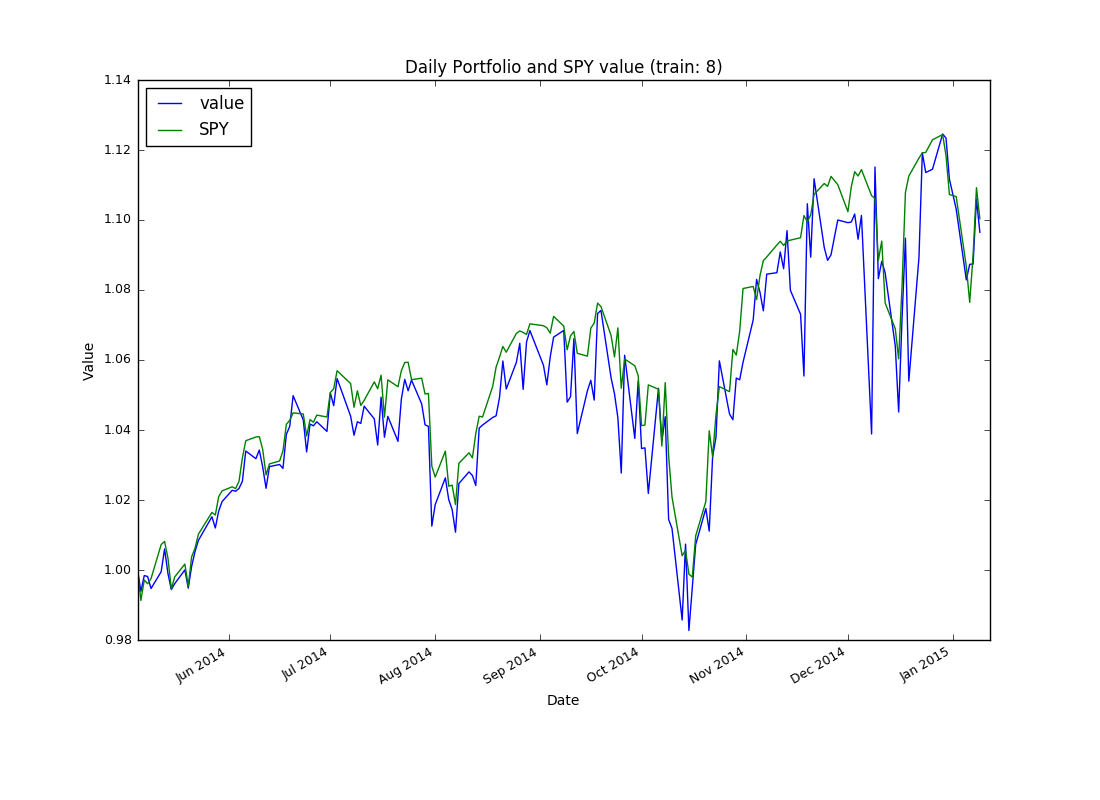 Daily Portfolio and SPY value (train: 8)
1.14
value
SPY
1.12
1.10
1.08
1.06
Value
1.04
1.02
1.00
0.98
Jun 2014 Jul 2014 Aug 2014 Sep 2014 Oct 2014 Nov 2014 Dec 2014 Jan 2015
Date